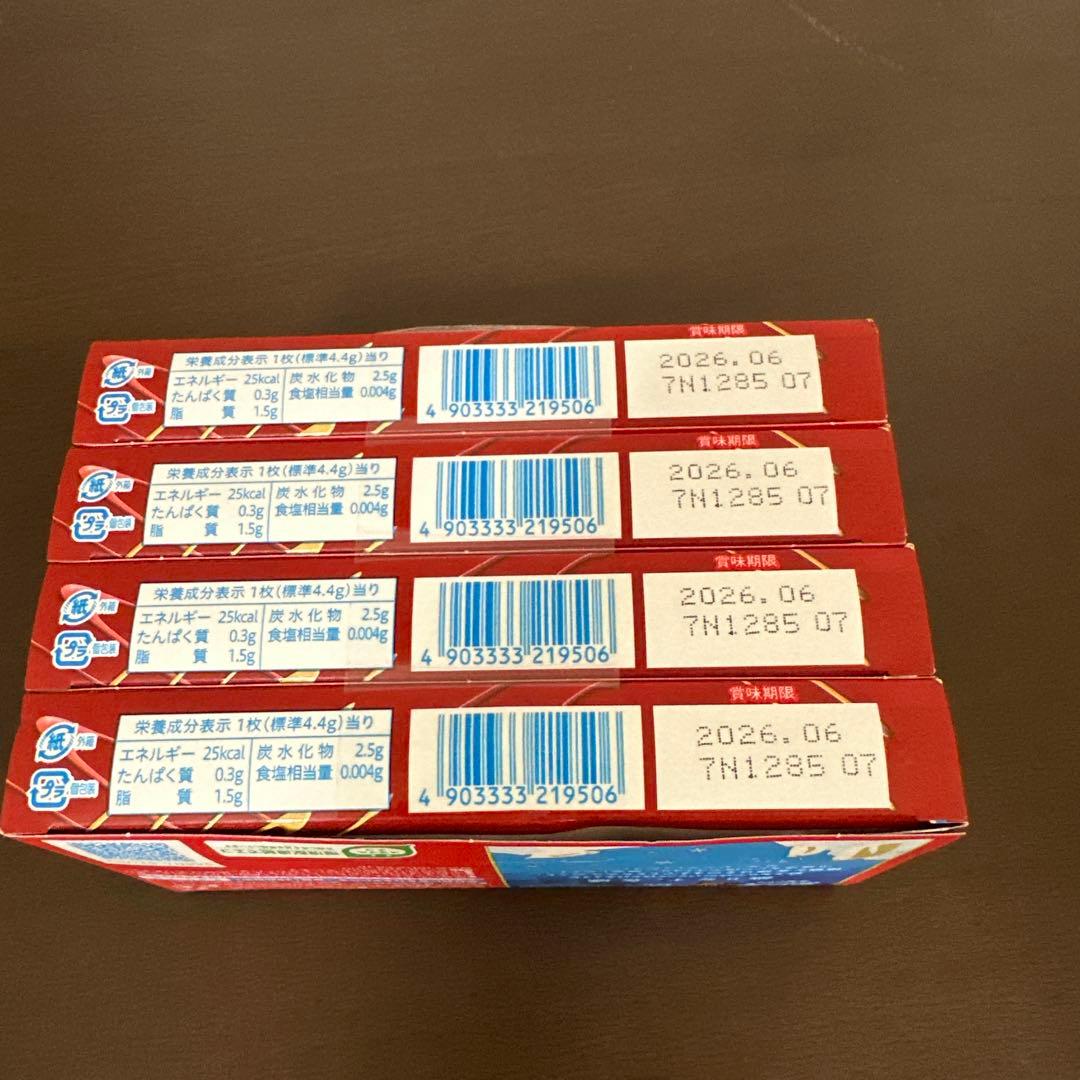 賞味期限
紙 外箱
プラ 個包装
栄養成分表示 1枚(標準4.4g)当り
エネルギー 25kcal 炭水化物 2.5g
たんぱく質 0.3g 食塩相当量 0.004g
脂質 1.5g
4 903333 219506
2026.06
7N1285 07
賞味期限
紙 外箱
プラ 個包装
栄養成分表示 1枚(標準4.4g)当り
エネルギー 25kcal 炭水化物 2.5g
たんぱく質 0.3g 食塩相当量 0.004g
脂質 1.5g
4 903333 219506
2026.06
7N1285 07
賞味期限
紙 外箱
プラ 個包装
栄養成分表示 1枚(標準4.4g)当り
エネルギー 25kcal 炭水化物 2.5g
たんぱく質 0.3g 食塩相当量 0.004g
脂質 1.5g
4 903333 219506
2026.06
7N1285 07
賞味期限
紙 外箱
プラ 個包装
栄養成分表示 1枚(標準4.4g)当り
エネルギー 25kcal 炭水化物 2.5g
たんぱく質 0.3g 食塩相当量 0.004g
脂質 1.5g
4 903333 219506
2026.06
7N1285 07